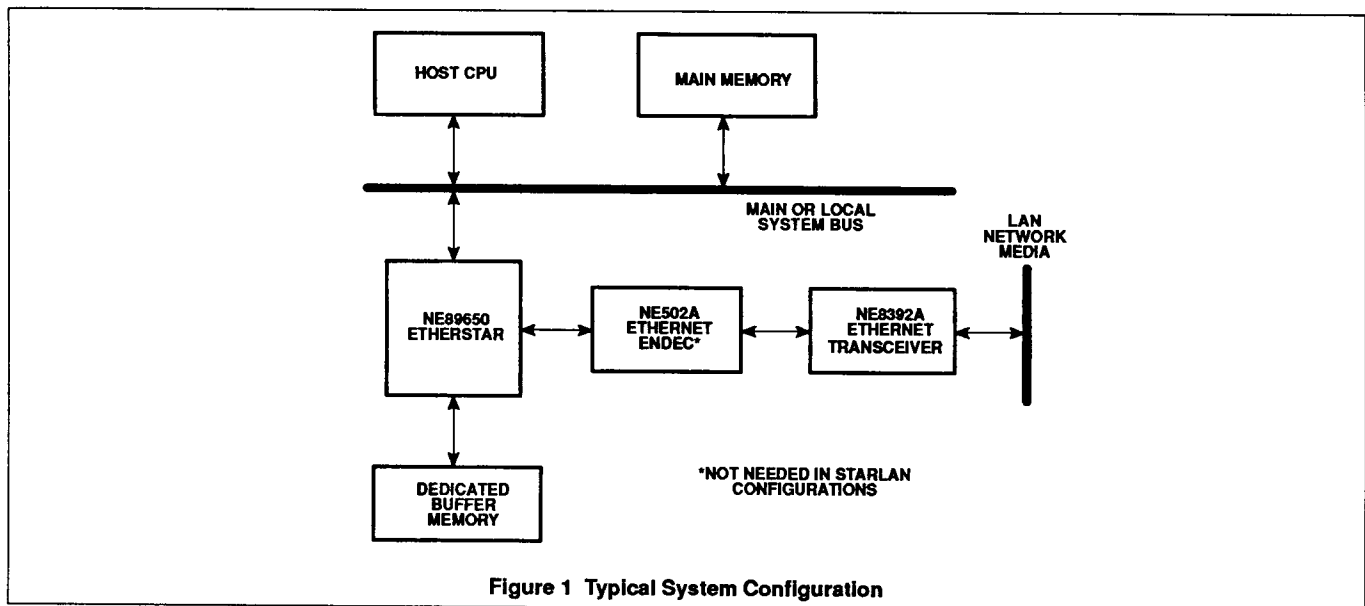 HOST CPU
MAIN MEMORY
MAIN OR LOCAL
SYSTEM BUS
LAN
NETWORK
MEDIA
NE89650
ETHERSTAR
NE502A
ETHERNET
ENDEC*
NE8392A
ETHERNET
TRANSCEIVER
DEDICATED
BUFFER
MEMORY
*NOT NEEDED IN STARLAN
CONFIGURATIONS
Figure 1 Typical System Configuration